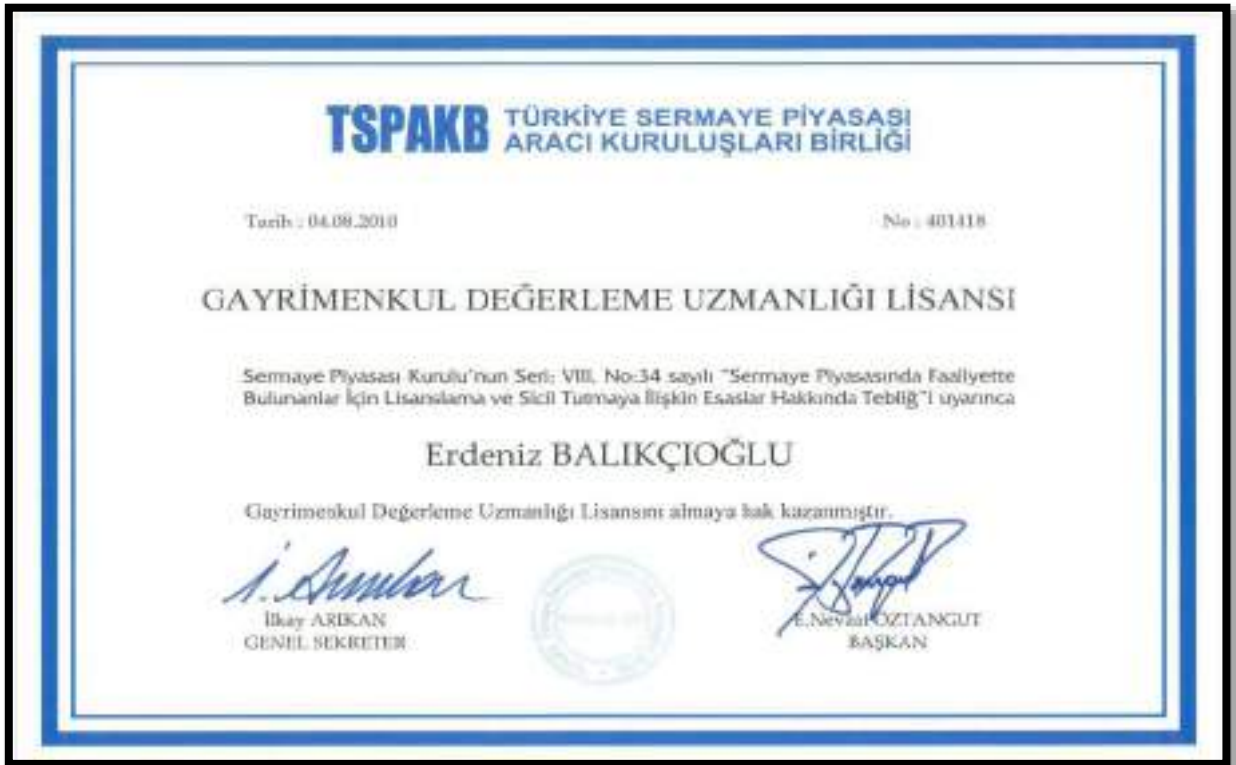 TSPAKB TÜRKİYE SERMAYE PİYASASI
ARACI KURULUŞLARI BİRLİĞİ
Tarih : 04.08.2010 No : 401418
GAYRİMENKUL DEĞERLEME UZMANLIĞI LİSANSI
Sermaye Piyasası Kurulu'nun Seri: VIII, No:34 sayılı "Sermaye Piyasasında Faaliyette
Bulunanlar İçin Lisanslama ve Sicil Tutmaya İlişkin Esaslar Hakkında Tebliğ"i uyarınca
Erdeniz BALIKÇIOĞLU
Gayrimenkul Değerleme Uzmanlığı Lisansını almaya hak kazanmıştır.
İlkay ARIKAN E.Nevzat ÖZTANGUT
GENEL SEKRETER BAŞKAN